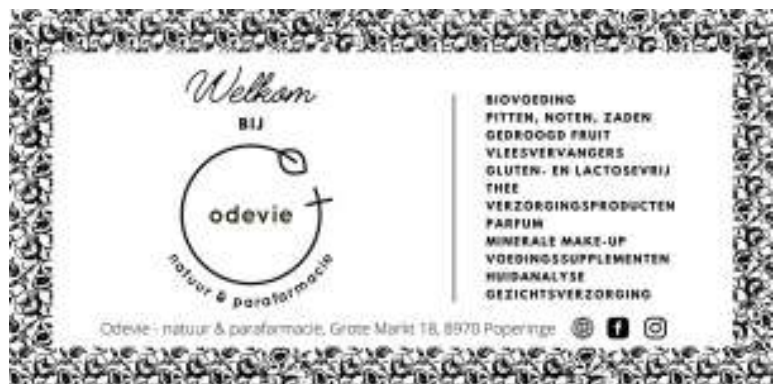 Welkom
BIJ
odevie
natuur & parafarmacie
BIOVOEDING
PITTEN, NOTEN, ZADEN
GEDROOGD FRUIT
VLEESVERVANGERS
GLUTEN- EN LACTOSEVRIJ
THEE
VERZORGINGSPRODUCTEN
PARFUM
MINERALE MAKE-UP
VOEDINGSSUPPLEMENTEN
HUIDANALYSE
GEZICHTSVERZORGING
Odevie - natuur & parafarmacie, Grote Markt 18, 8970 Poperinge